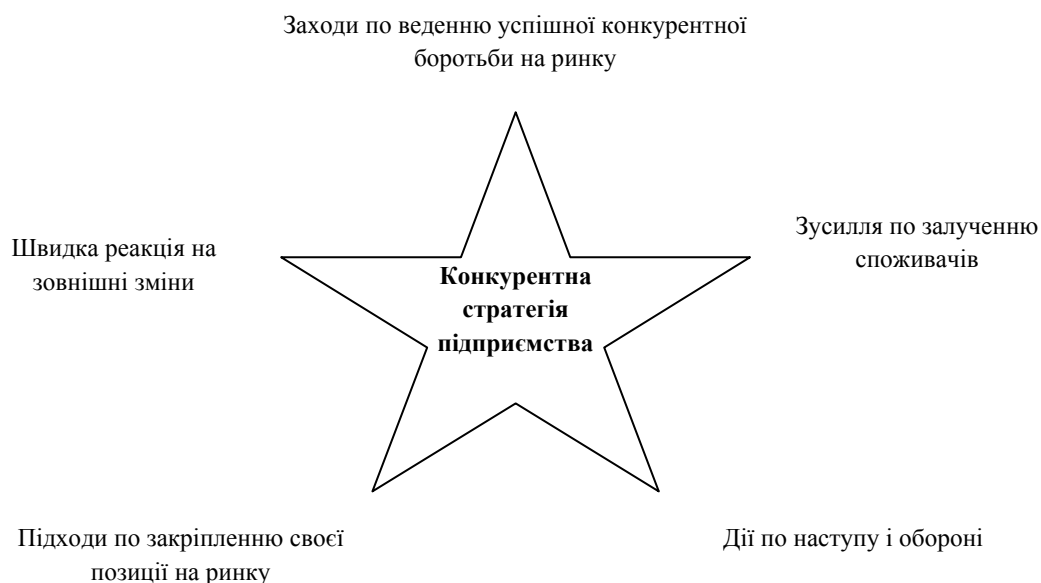 Заходи по веденню успішної конкурентної
боротьби на ринку
Швидка реакція на
зовнішні зміни
Зусилля по залученню
споживачів
Конкурентна
стратегія
підприємства
Підходи по закріпленню своєї
позиції на ринку
Дії по наступу і обороні